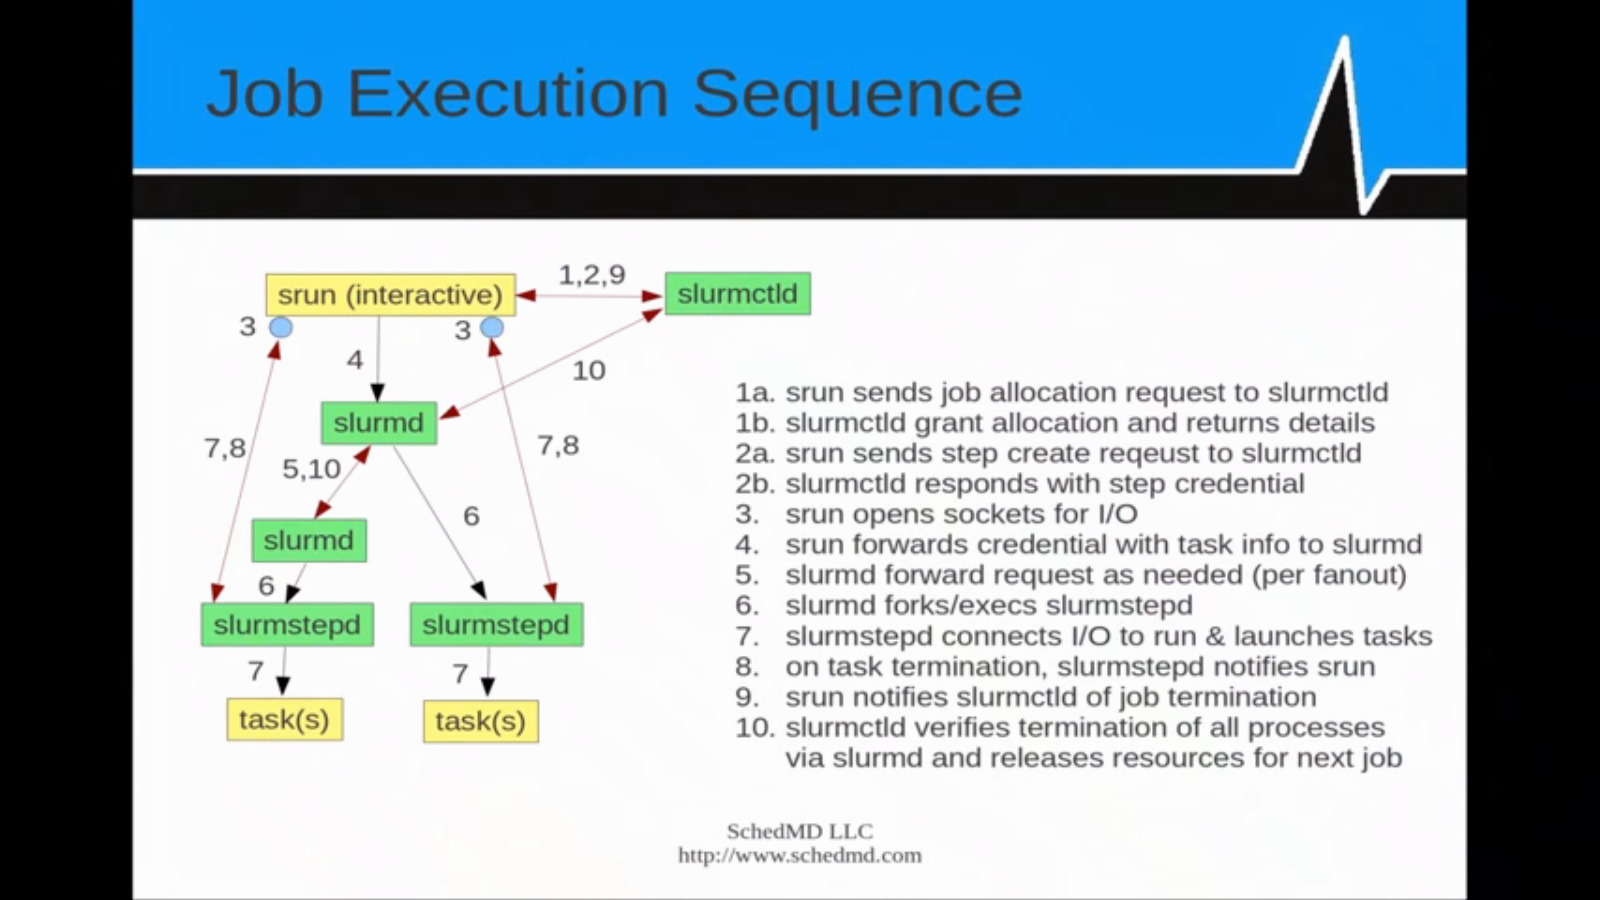 Job Execution Sequence
srun (interactive)
1,2,9
slurmctld
3
3
4
10
slurmd
7,8
5,10
7,8
6
slurmd
6
slurmstepd
slurmstepd
7
7
task(s)
task(s)
1a. srun sends job allocation request to slurmctld
1b. slurmctld grant allocation and returns details
2a. srun sends step create reqeust to slurmctld
2b. slurmctld responds with step credential
3. srun opens sockets for I/O
4. srun forwards credential with task info to slurmd
5. slurmd forward request as needed (per fanout)
6. slurmd forks/execs slurmstepd
7. slurmstepd connects I/O to run & launches tasks
8. on task termination, slurmstepd notifies srun
9. srun notifies slurmctld of job termination
10. slurmctld verifies termination of all processes
via slurmd and releases resources for next job
SchedMD LLC
http://www.schedmd.com